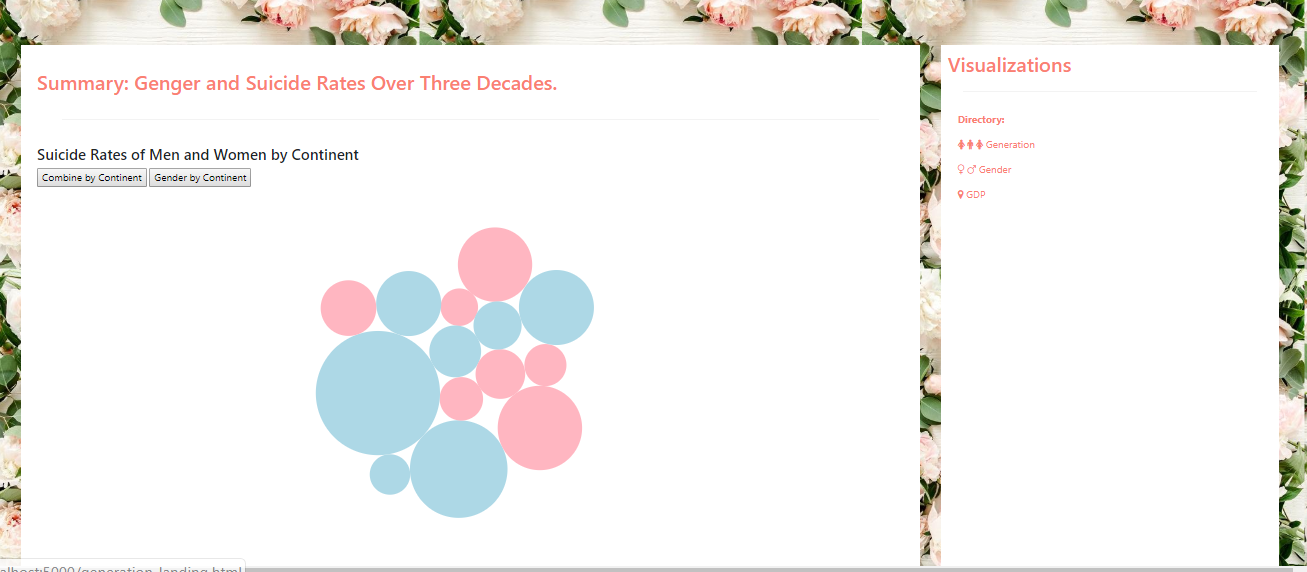 Summary: Genger and Suicide Rates Over Three Decades.
Suicide Rates of Men and Women by Continent
Combine by Continent Gender by Continent
Visualizations
Directory:
Generation
Gender
GDP
alhost:5000/generation_landing.html